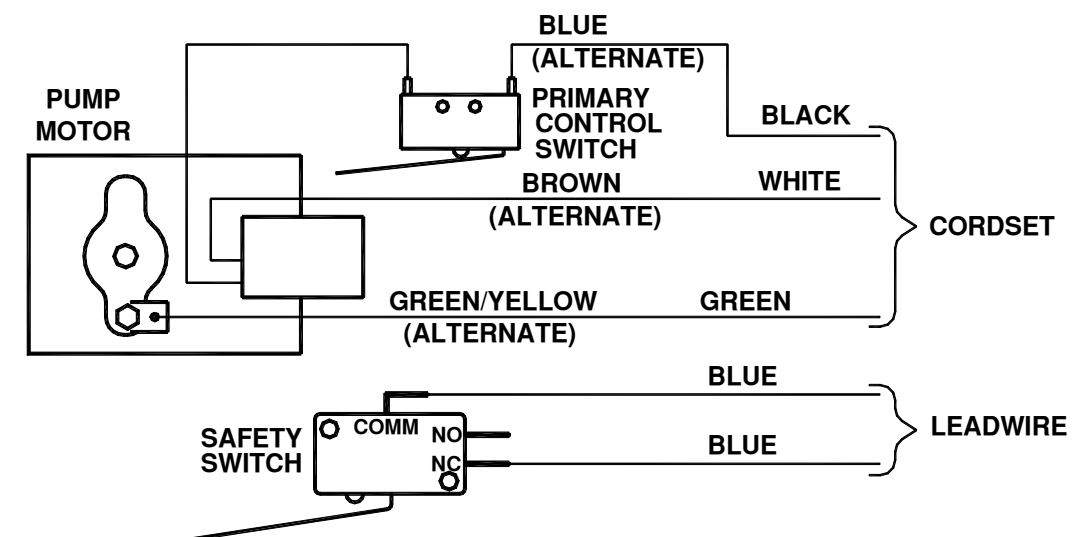 BLUE
(ALTERNATE)
PUMP
MOTOR
PRIMARY
CONTROL
SWITCH
BLACK
BROWN
(ALTERNATE)
WHITE
CORDSET
GREEN/YELLOW
(ALTERNATE)
GREEN
BLUE
SAFETY
SWITCH
COMM
NO
NC
BLUE
LEADWIRE